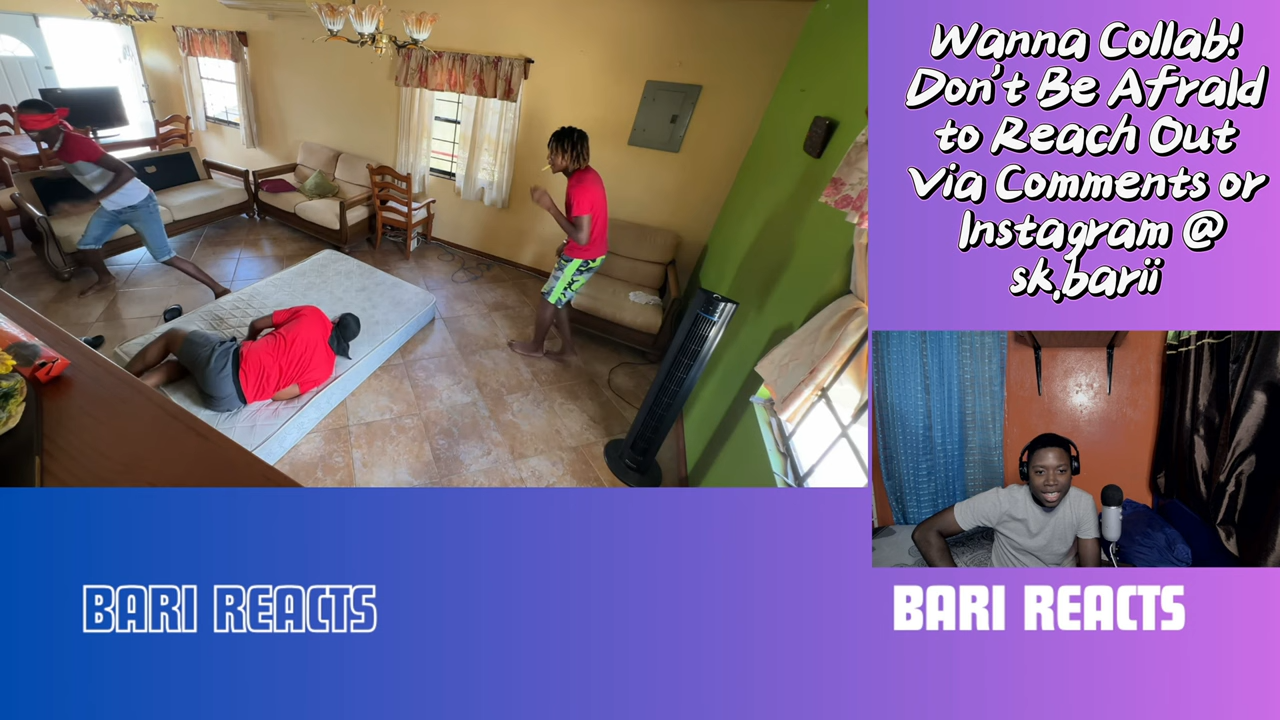 Wanna Collab!
Don't Be Afraid
to Reach Out
Via Comments or
Instagram @
sk.barii
BARI REACTS
BARI REACTS